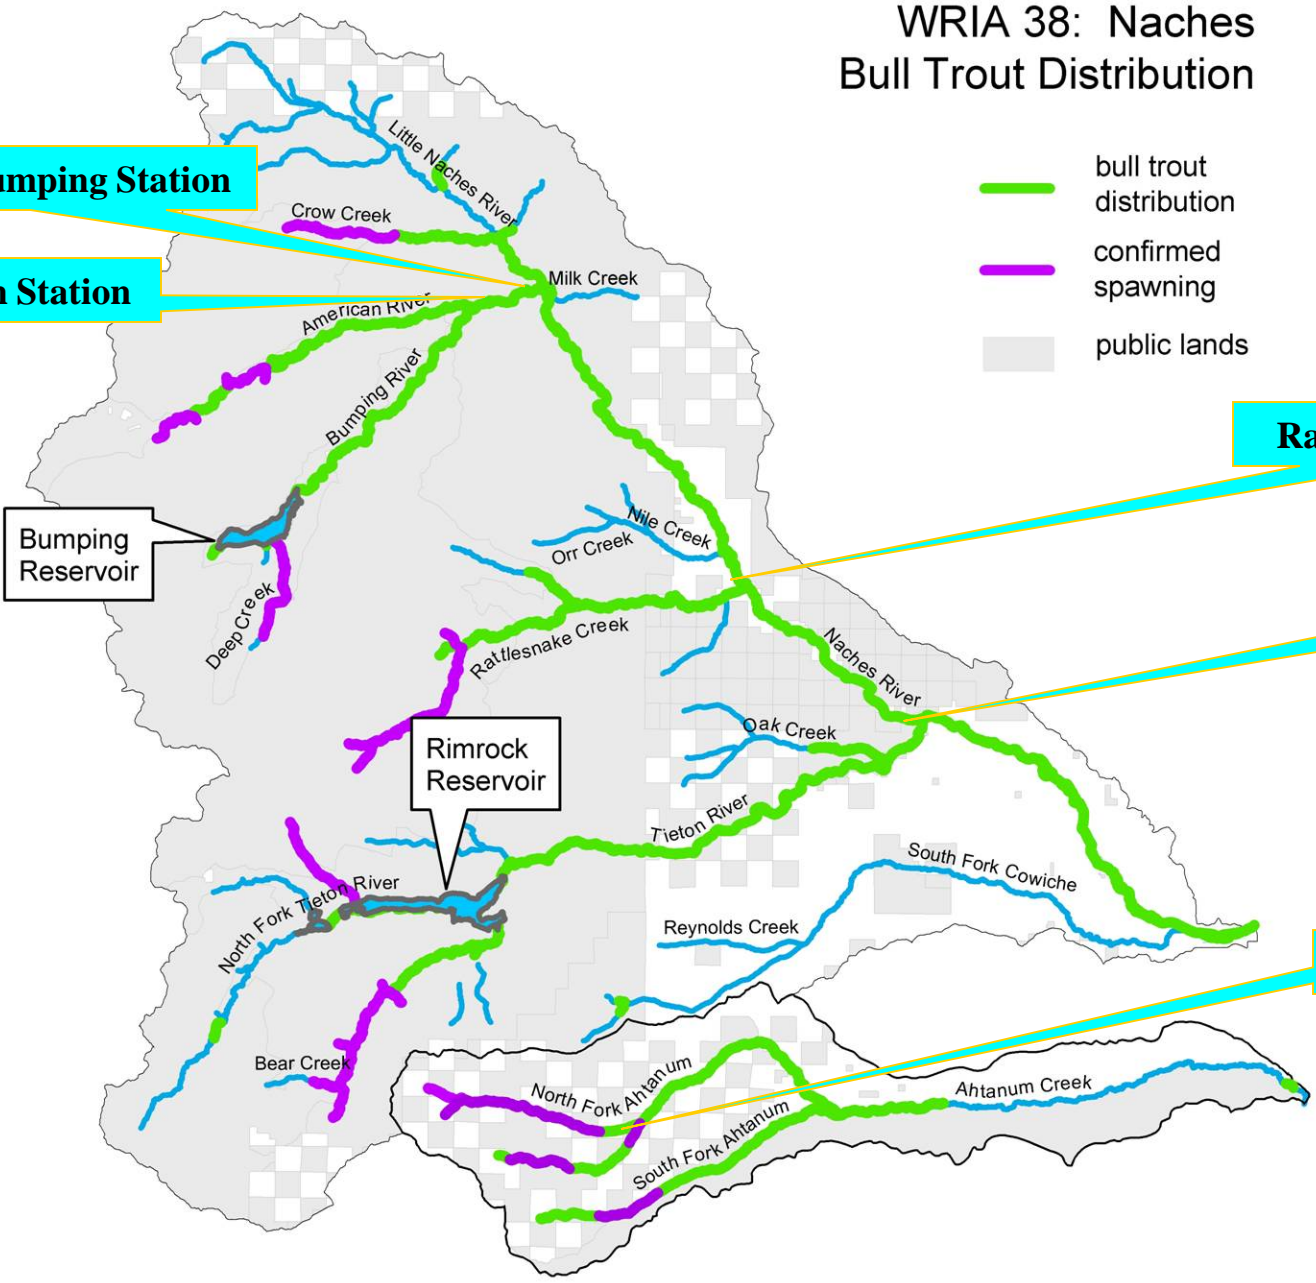 WRIA 38: Naches
Bull Trout Distribution
bull trout
distribution
confirmed
spawning
public lands
Little Naches River
umping Station
Crow Creek
Milk Creek
n Station
American River
Bumping River
Ra
Bumping
Reservoir
Nile Creek
Orr Creek
Deep Creek
Rattlesnake Creek
Naches River
Rimrock
Reservoir
Oak Creek
Tieton River
South Fork Cowiche
North Fork Tieton River
Reynolds Creek
Bear Creek
North Fork Ahtanum
Ahtanum Creek
South Fork Ahtanum